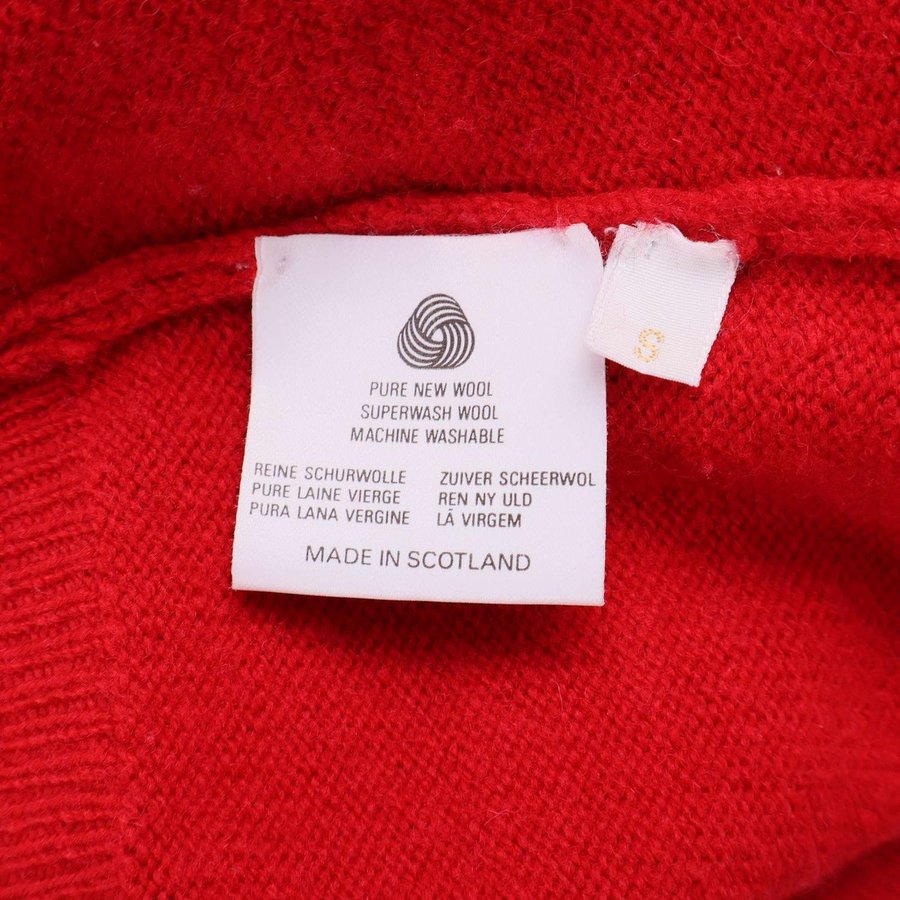 PURE NEW WOOL
SUPERWASH WOOL
MACHINE WASHABLE
REINE SCHURWOLLE ZUIVER SCHEERWOL
PURE LAINE VIERGE REN NY ULD
PURA LANA VERGINE LÃ VIRGEM
MADE IN SCOTLAND
S